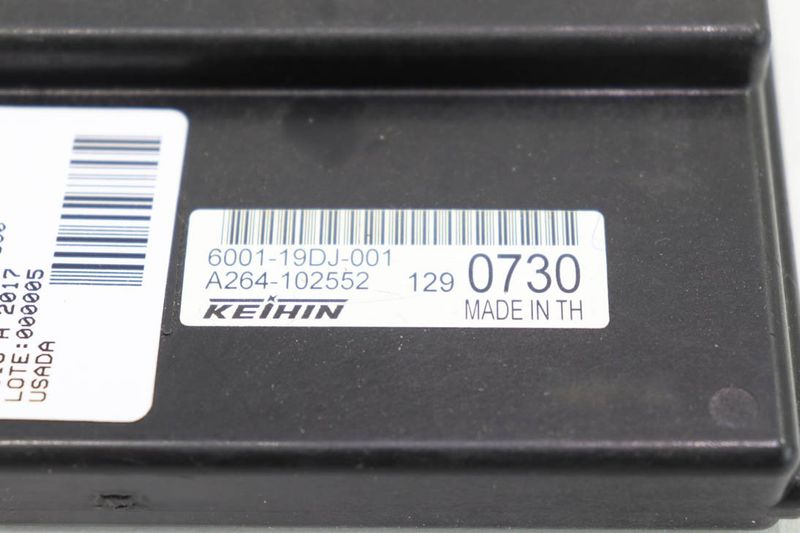 6001-19DJ-001
A264-102552 129 0730
KEIHIN MADE IN TH
A 2017
LOTE:000005
USADA